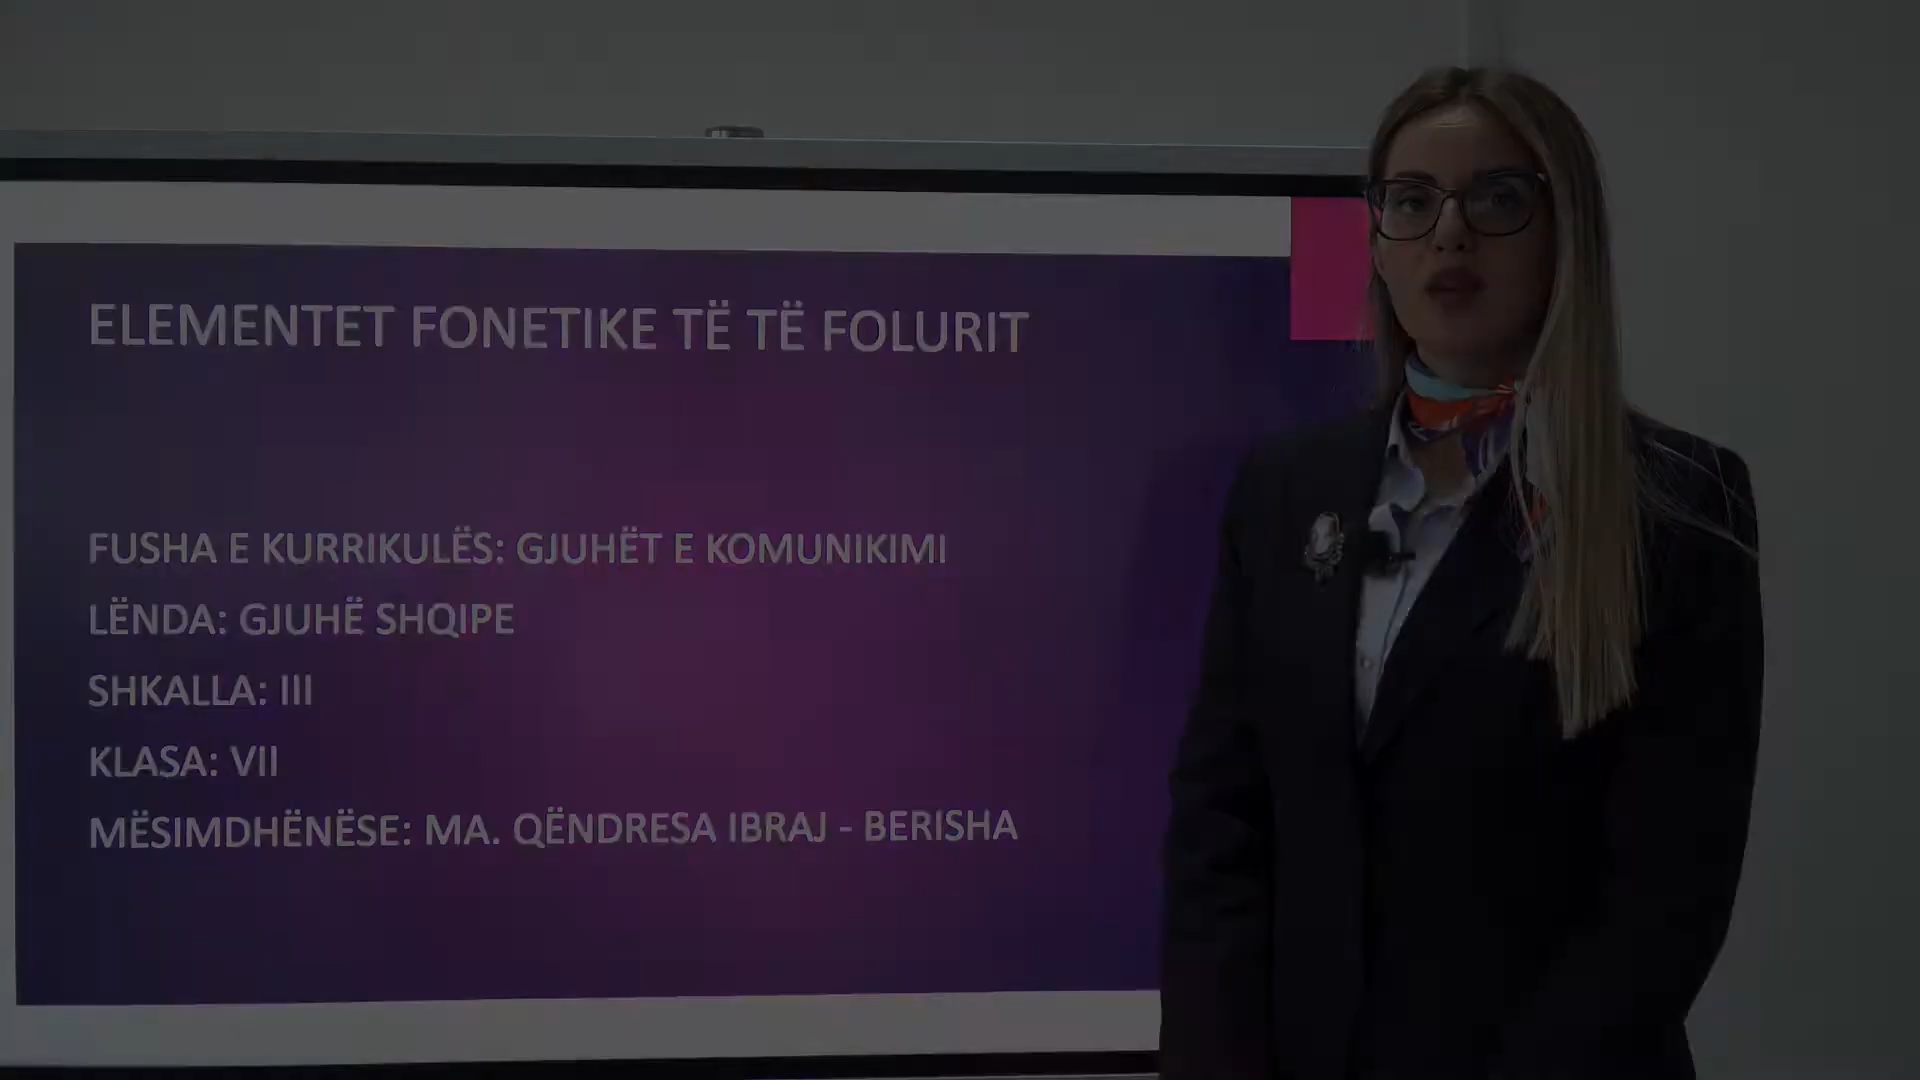 ELEMENTET FONETIKE TË TË FOLURIT
FUSHA E KURRIKULËS: GJUHËT E KOMUNIKIMI
LËNDA: GJUHË SHQIPE
SHKALLA: III
KLASA: VII
MËSIMDHËNËSE: MA. QËNDRESA IBRAJ - BERISHA